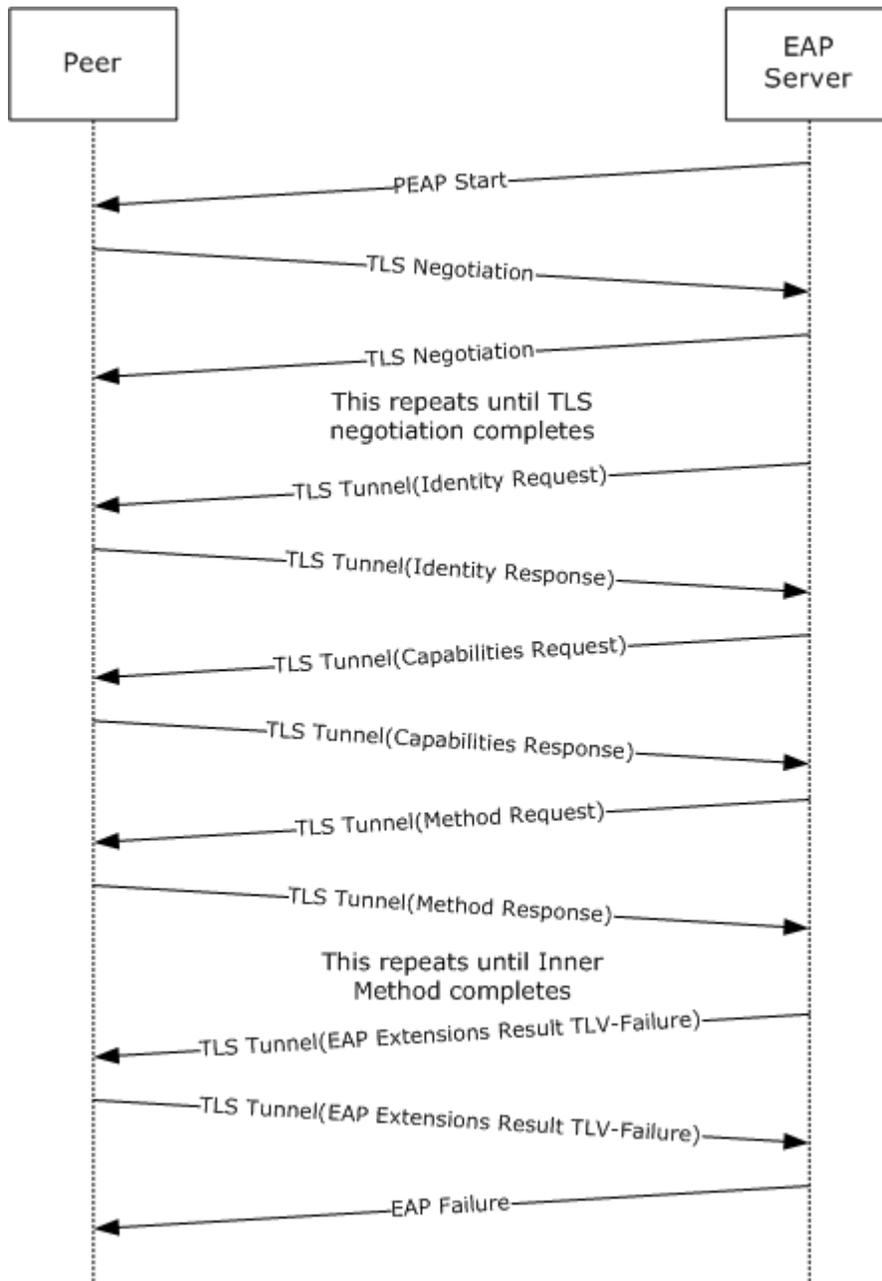 Peer
EAP
Server
PEAP Start
TLS Negotiation
TLS Negotiation
This repeats until TLS
negotiation completes
TLS Tunnel(Identity Request)
TLS Tunnel(Identity Response)
TLS Tunnel(Capabilities Request)
TLS Tunnel(Capabilities Response)
TLS Tunnel(Method Request)
TLS Tunnel(Method Response)
This repeats until Inner
Method completes
TLS Tunnel(EAP Extensions Result TLV-Failure)
TLS Tunnel(EAP Extensions Result TLV-Failure)
EAP Failure